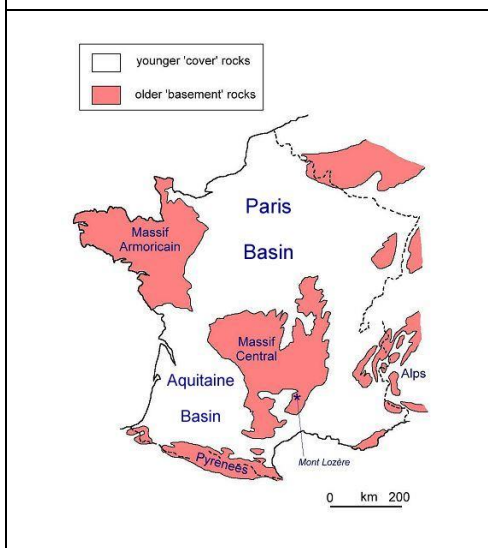 younger 'cover' rocks
older 'basement' rocks
Paris
Basin
Massif
Armoricain
Massif
Central
Aquitaine
Basin
Alps
Pyrenees
Mont Lozère
0 km 200